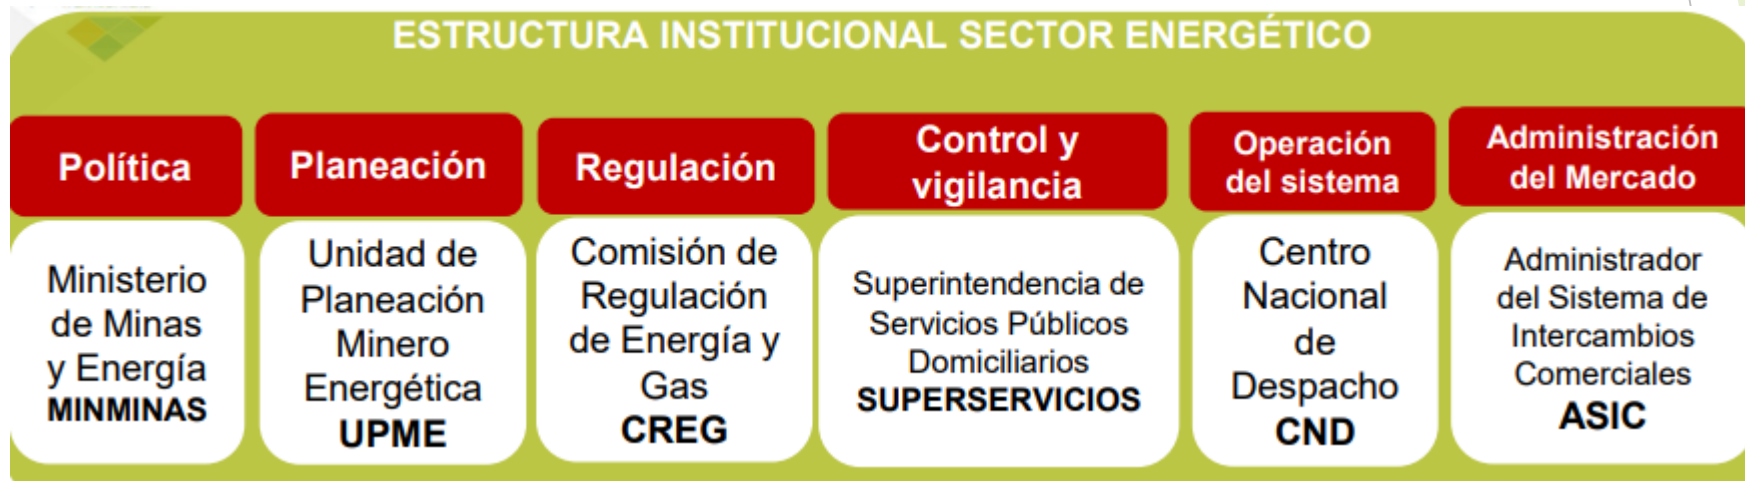 ESTRUCTURA INSTITUCIONAL SECTOR ENERGÉTICO
Política
Ministerio
de Minas
y Energía
MINMINAS
Planeación
Unidad de
Planeación
Minero
Energética
UPME
Regulación
Comisión de
Regulación
de Energía y
Gas
CREG
Control y
vigilancia
Superintendencia de
Servicios Públicos
Domiciliarios
SUPERSERVICIOS
Operación
del sistema
Centro
Nacional
de
Despacho
CND
Administración
del Mercado
Administrador
del Sistema de
Intercambios
Comerciales
ASIC